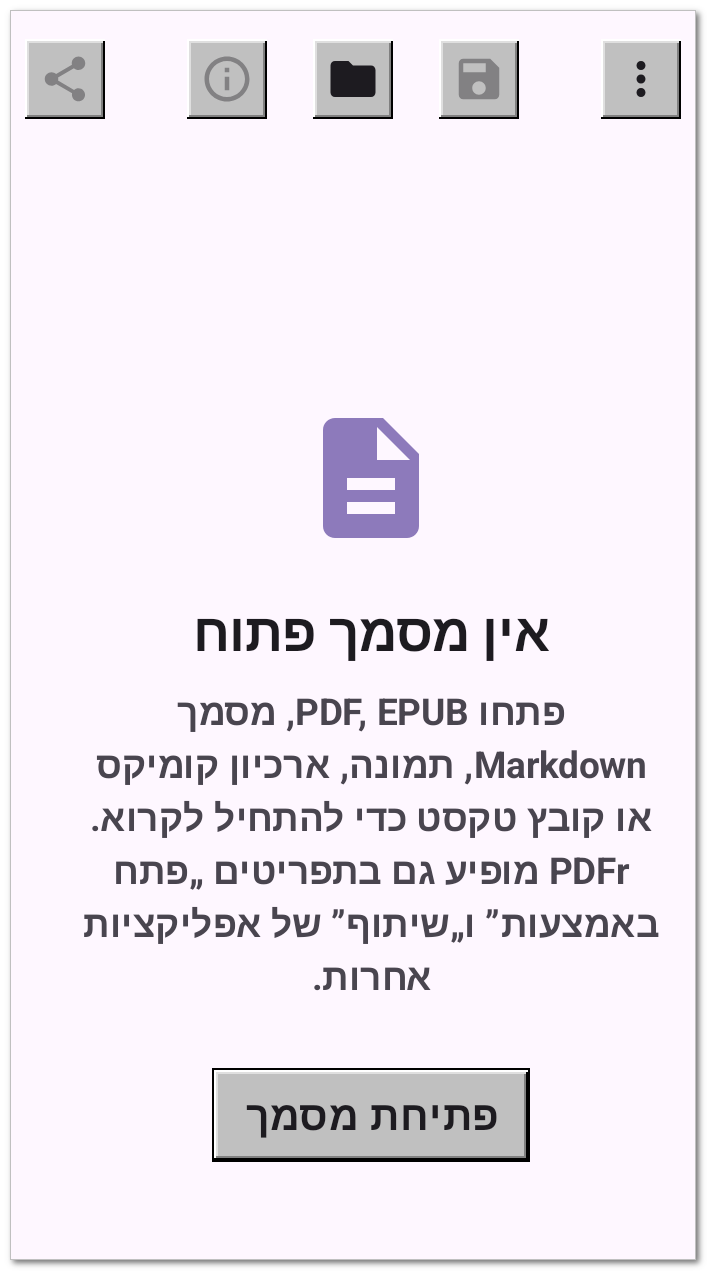 אין מסמך פתוח
פתחו PDF, EPUB, מסמך
Markdown, תמונה, ארכיון קומיקס
או קובץ טקסט כדי להתחיל לקרוא.
PDFr מופיע גם בתפריטים „פתח
באמצעות” ו„שיתוף” של אפליקציות
אחרות.
פתיחת מסמך